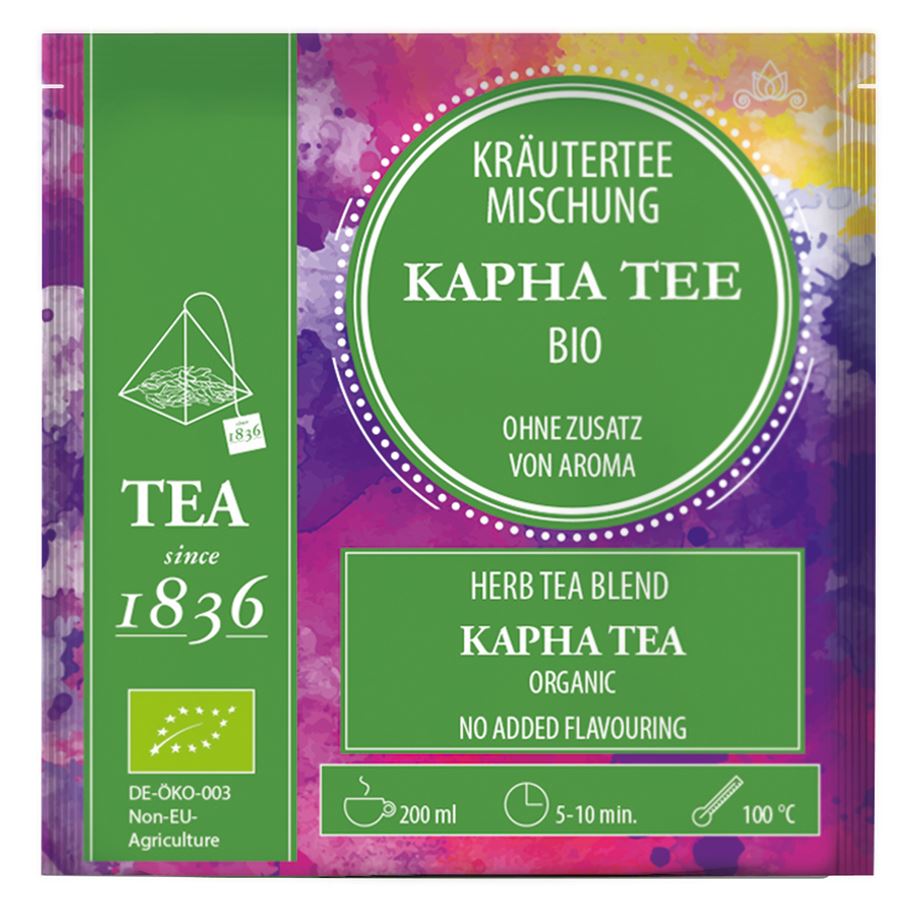 KRÄUTERTEE
MISCHUNG
KAPHA TEE
BIO
OHNE ZUSATZ
VON AROMA
1836
TEA
since
1836
HERB TEA BLEND
KAPHA TEA
ORGANIC
NO ADDED FLAVOURING
DE-ÖKO-003
Non-EU-
Agriculture
200 ml
5-10 min.
100 °C